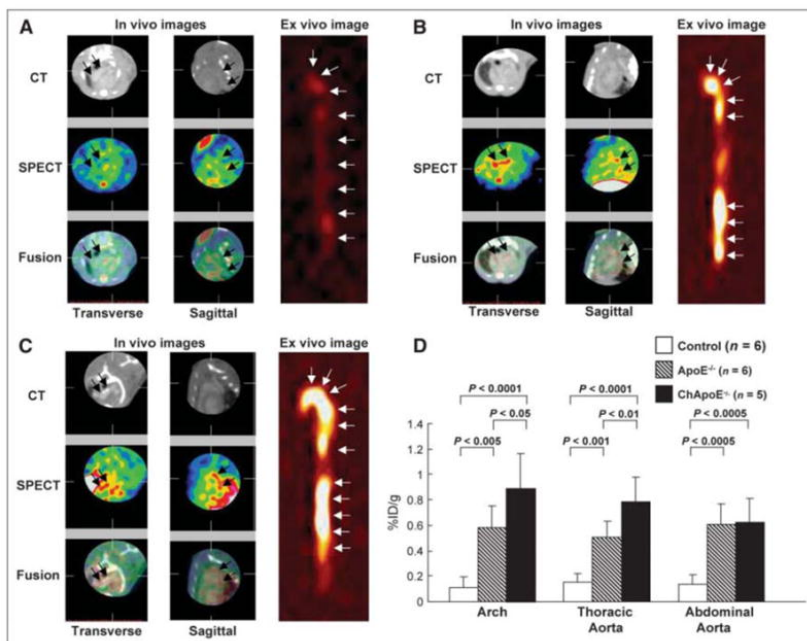 A
In vivo images
Ex vivo image
CT
SPECT
Fusion
Transverse
Sagittal
B
In vivo images
Ex vivo image
CT
SPECT
Fusion
Transverse
Sagittal
C
In vivo images
Ex vivo image
CT
SPECT
Fusion
Transverse
Sagittal
D
Control (n = 6)
ApoE-/- (n = 6)
ChApoE-/- (n = 5)
P < 0.0001
P < 0.05
P < 0.005
P < 0.0001
P < 0.01
P < 0.001
P < 0.0005
P < 0.0005
%ID/g
1.4
1.2
1
0.8
0.6
0.4
0.2
0
Arch
Thoracic
Aorta
Abdominal
Aorta